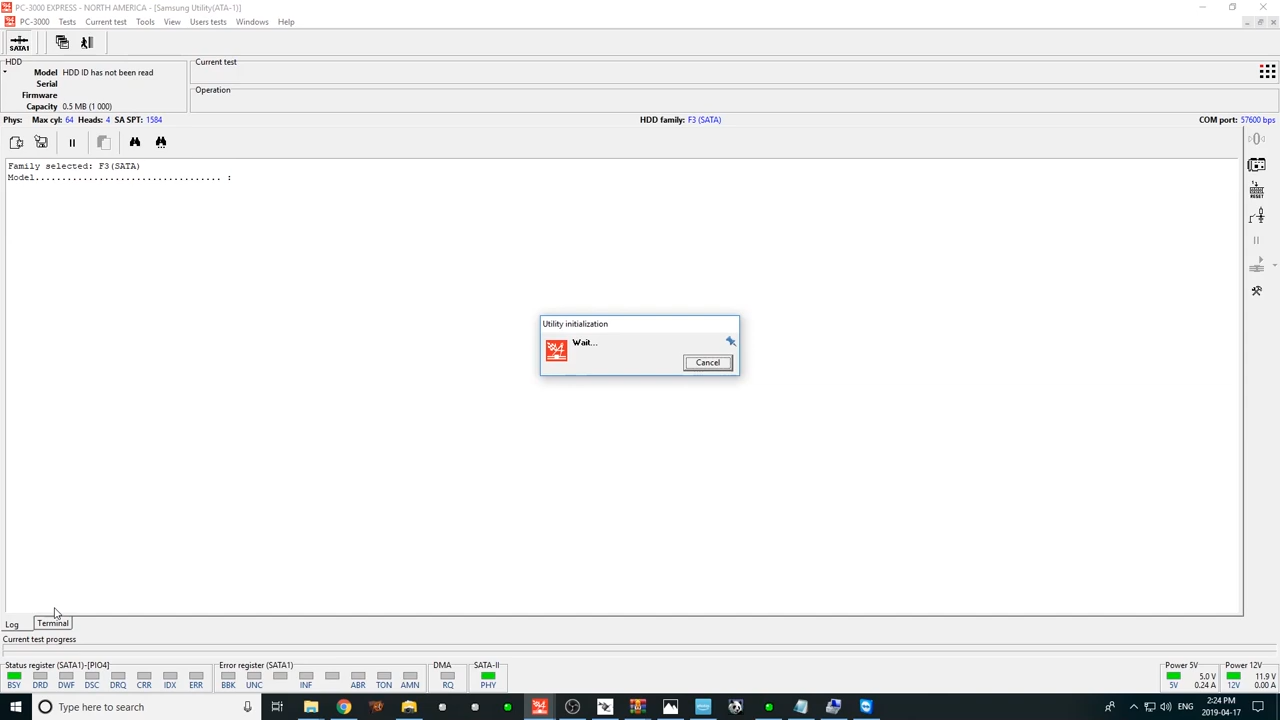 PC-3000 EXPRESS - NORTH AMERICA - [Samsung Utility(ATA-1)]
PC-3000 Tests Current test Tools View Users tests Windows Help
SATA1
HDD
Model HDD ID has not been read
Serial
Firmware
Capacity 0.5 MB (1 000)
Current test
Operation
Phys: Max cyl: 64 Heads: 4 SA SPT: 1584 HDD family: F3 (SATA) COM port: 57600 bps
Family selected: F3(SATA)
Model................................... :
RESET
Utility initialization
Wait...
Cancel
Log Terminal
Current test progress
Status register (SATA1)-[PIO4] Error register (SATA1) DMA SATA-II Power 5V Power 12V
BSY DRD DWF DSC DRQ CRR IDX ERR BBK UNC INF ABR TON AMN RQ PHY
5V 5.0 V 0.24 A 12V 11.9 V 0.00 A
Type here to search
2:24 PM
2019-04-17